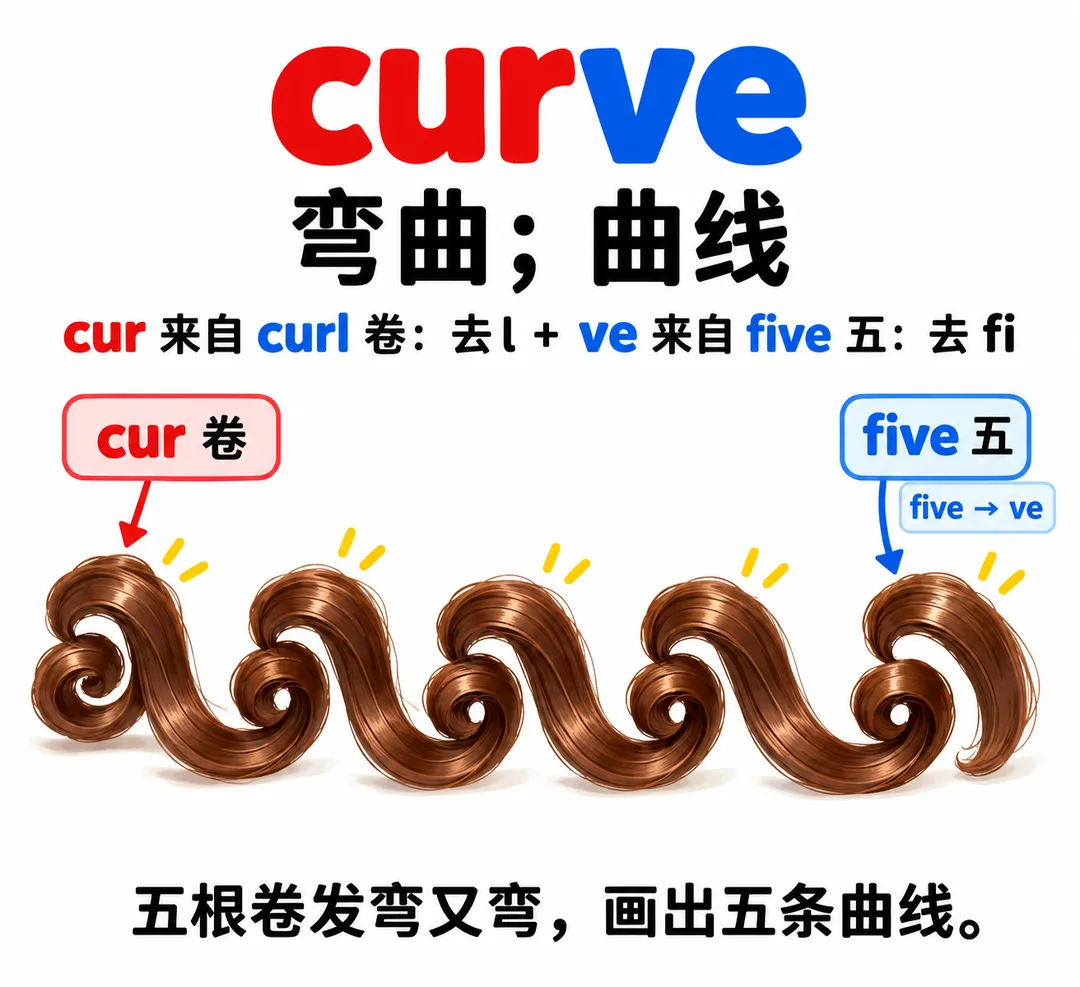 curve
弯曲；曲线
cur 来自 curl 卷：去 l + ve 来自 five 五：去 fi
cur 卷
five 五
five → ve
五根卷发弯又弯，画出五条曲线。